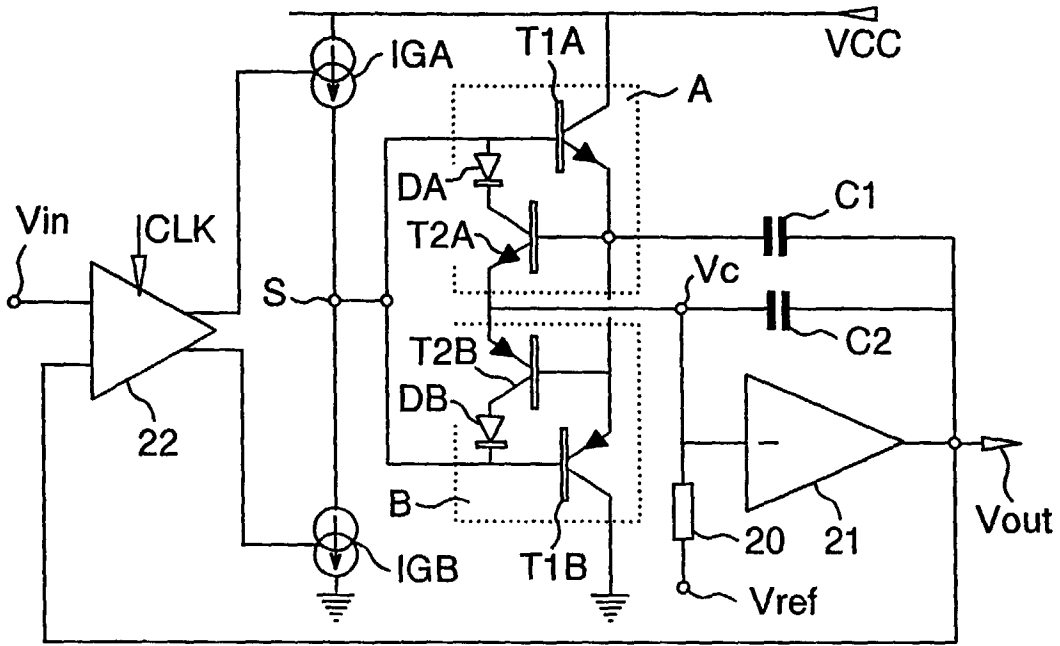 T1A
VCC
IGA
A
DA
C1
Vin
CLK
T2A
S
Vc
C2
T2B
DB
22
B
20
21
Vout
IGB
T1B
Vref